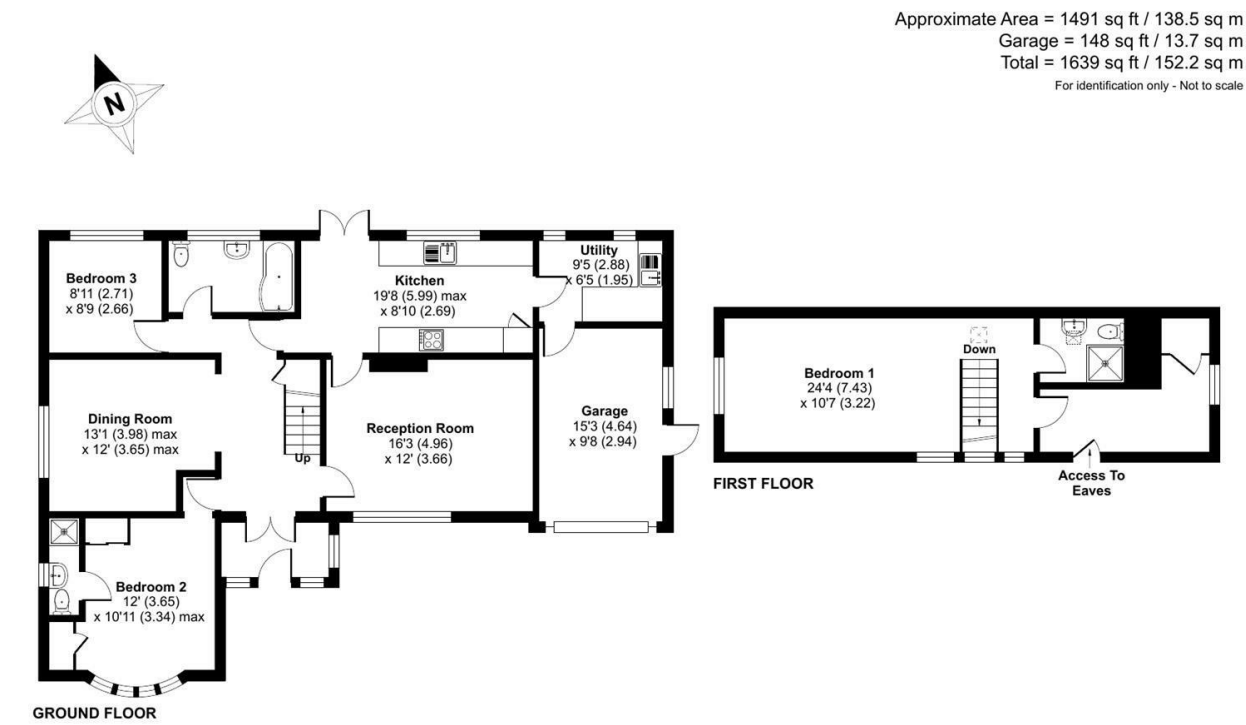 Approximate Area = 1491 sq ft / 138.5 sq m
Garage = 148 sq ft / 13.7 sq m
Total = 1639 sq ft / 152.2 sq m
For identification only - Not to scale
N
Bedroom 3
8'11 (2.71)
x 8'9 (2.66)
Kitchen
19'8 (5.99) max
x 8'10 (2.69)
Utility
9'5 (2.88)
x 6'5 (1.95)
Dining Room
13'1 (3.98) max
x 12' (3.65) max
Up
Reception Room
16'3 (4.96)
x 12' (3.66)
Garage
15'3 (4.64)
x 9'8 (2.94)
Bedroom 2
12' (3.65)
x 10'11 (3.34) max
GROUND FLOOR
Bedroom 1
24'4 (7.43)
x 10'7 (3.22)
Down
Access To
Eaves
FIRST FLOOR